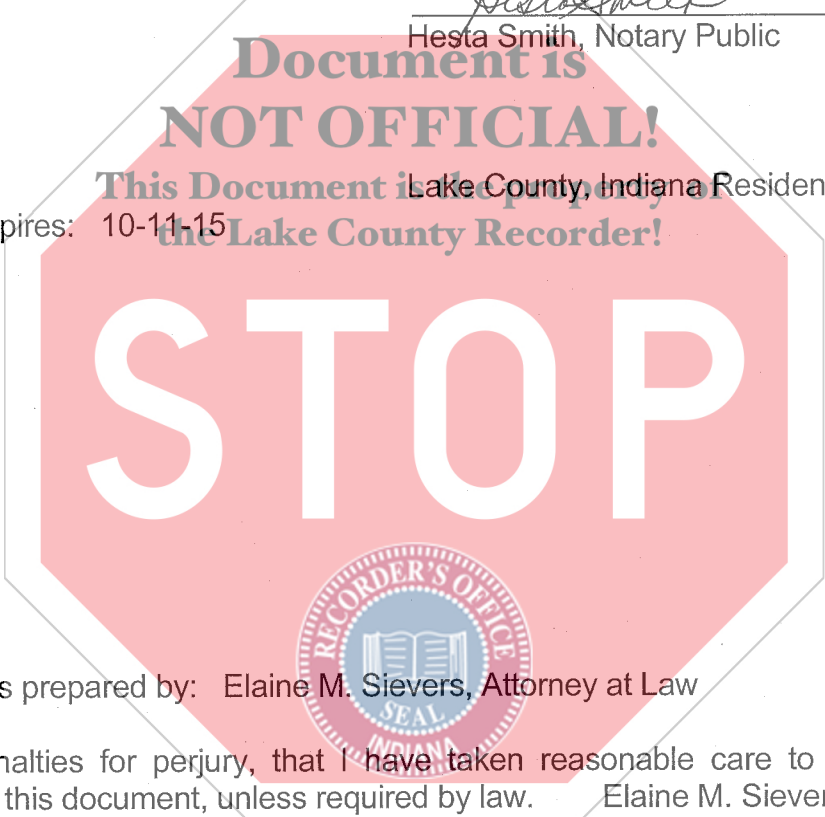 Hesta Smith
Hesta Smith, Notary Public
Document is
NOT OFFICIAL!
This Document is the property of
Lake County, Indiana Residen
pires: 10-11-15
the Lake County Recorder!
STOP
RECORDER'S OFFICE
SEAL
INDIANA
s prepared by: Elaine M. Sievers, Attorney at Law
nalties for perjury, that I have taken reasonable care to
this document, unless required by law. Elaine M. Siever